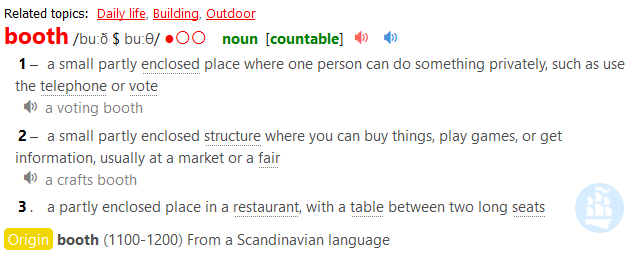 Related topics: Daily life, Building, Outdoor
booth /buːð $ buːθ/ ●○○ noun [countable]
1 – a small partly enclosed place where one person can do something privately, such as use
the telephone or vote
a voting booth
2 – a small partly enclosed structure where you can buy things, play games, or get
information, usually at a market or a fair
a crafts booth
3 . a partly enclosed place in a restaurant, with a table between two long seats
Origin booth (1100-1200) From a Scandinavian language